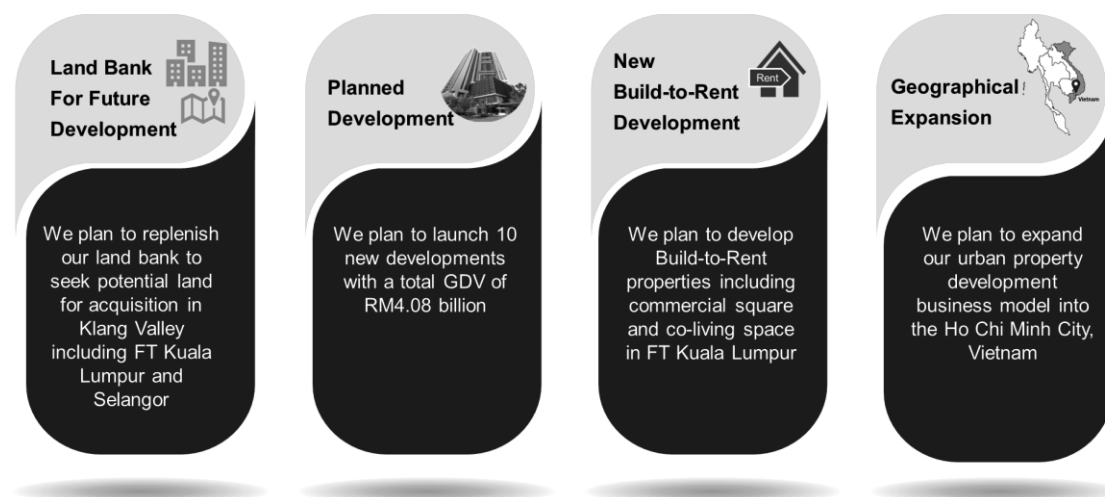 Land Bank
For Future
Development
We plan to replenish
our land bank to
seek potential land
for acquisition in
Klang Valley
including FT Kuala
Lumpur and
Selangor
Planned
Development
We plan to launch 10
new developments
with a total GDV of
RM4.08 billion
New
Build-to-Rent
Development
Rent
We plan to develop
Build-to-Rent
properties including
commercial square
and co-living space
in FT Kuala Lumpur
Geographical
Expansion
Vietnam
We plan to expand
our urban property
development
business model into
the Ho Chi Minh City,
Vietnam